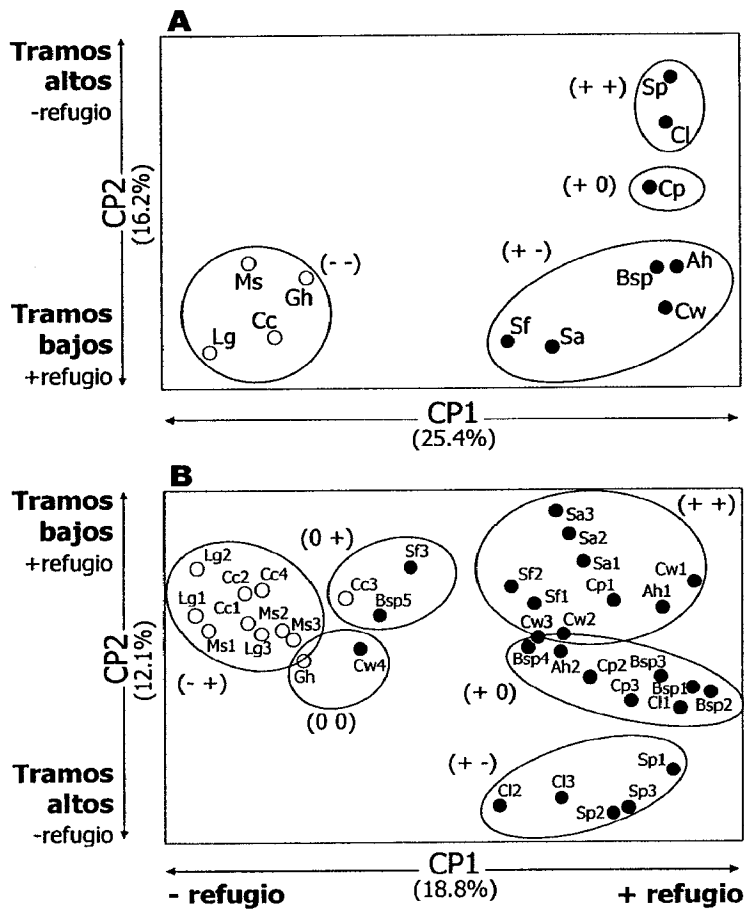 A
Tramos
altos
-refugio
CP2
(16.2%)
Tramos
bajos
+refugio
(+ +)
Sp
Cl
(+ 0)
Cp
(+ -)
Bsp
Ah
Cw
Sf
Sa
(- -)
Ms
Gh
Cc
Lg
CP1
(25.4%)
B
Tramos
bajos
+refugio
CP2
(12.1%)
Tramos
altos
-refugio
(+ +)
Sa3
Sa2
Sa1
Sf2
Sf1
Cp1
Cw1
Ah1
Cw3
Cw2
(0 +)
Sf3
Cc3
Bsp5
Lg2
Cc2
Cc4
Lg1
Cc1
Ms2
Ms3
Ms1
Lg3
(- +)
Gh
Cw4
(0 0)
(+ 0)
Bsp4
Ah2
Cp2
Bsp3
Cp3
Bsp1
Cl1
Bsp2
(+ -)
Sp1
Cl2
Cl3
Sp2
Sp3
CP1
- refugio
(18.8%)
+ refugio